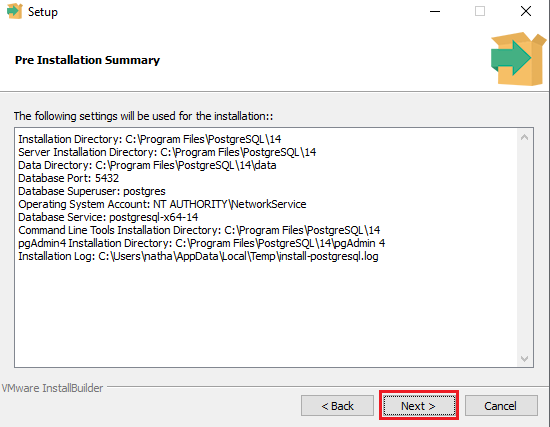 Setup
Pre Installation Summary
The following settings will be used for the installation::
Installation Directory: C:\Program Files\PostgreSQL\14
Server Installation Directory: C:\Program Files\PostgreSQL\14
Data Directory: C:\Program Files\PostgreSQL\14\data
Database Port: 5432
Database Superuser: postgres
Operating System Account: NT AUTHORITY\NetworkService
Database Service: postgresql-x64-14
Command Line Tools Installation Directory: C:\Program Files\PostgreSQL\14
pgAdmin4 Installation Directory: C:\Program Files\PostgreSQL\14\pgAdmin 4
Installation Log: C:\Users\natha\AppData\Local\Temp\install-postgresql.log
VMware InstallBuilder
< Back Next > Cancel